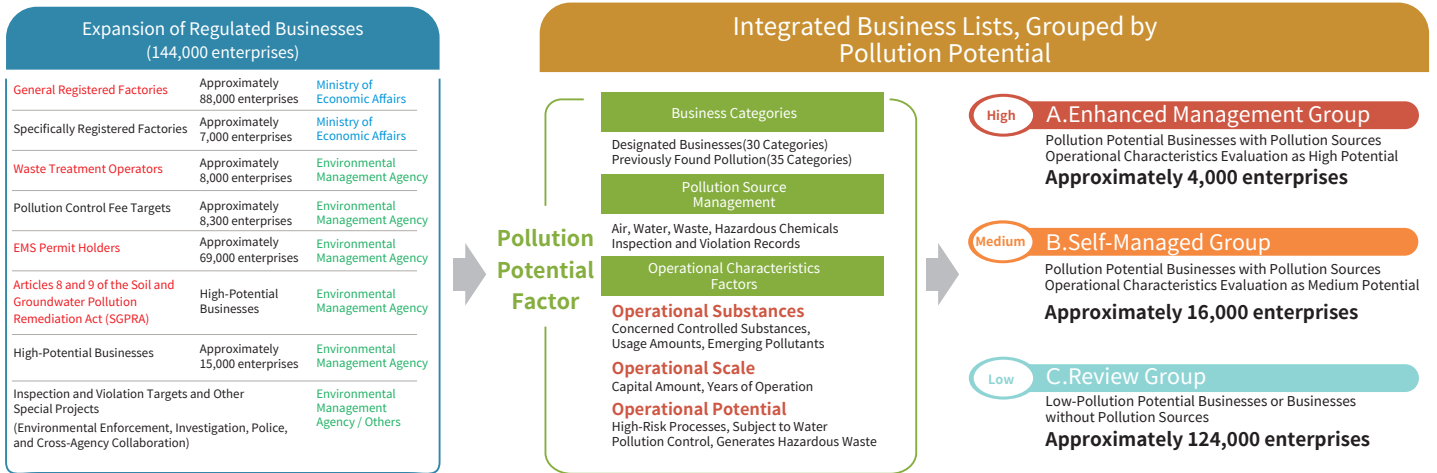 Expansion of Regulated Businesses
(144,000 enterprises)
General Registered Factories
Approximately
88,000 enterprises
Ministry of
Economic Affairs
Specifically Registered Factories
Approximately
7,000 enterprises
Ministry of
Economic Affairs
Waste Treatment Operators
Approximately
8,000 enterprises
Environmental
Management Agency
Pollution Control Fee Targets
Approximately
8,300 enterprises
Environmental
Management Agency
EMS Permit Holders
Approximately
69,000 enterprises
Environmental
Management Agency
Articles 8 and 9 of the Soil and
Groundwater Pollution
Remediation Act (SGPRA)
High-Potential
Businesses
Environmental
Management Agency
High-Potential Businesses
Approximately
15,000 enterprises
Environmental
Management Agency
Inspection and Violation Targets and Other
Special Projects
(Environmental Enforcement, Investigation, Police,
and Cross-Agency Collaboration)
Environmental
Management
Agency / Others
Integrated Business Lists, Grouped by
Pollution Potential
Pollution
Potential
Factor
Business Categories
Designated Businesses(30 Categories)
Previously Found Pollution(35 Categories)
Pollution Source
Management
Air, Water, Waste, Hazardous Chemicals
Inspection and Violation Records
Operational Characteristics
Factors
Operational Substances
Concerned Controlled Substances,
Usage Amounts, Emerging Pollutants
Operational Scale
Capital Amount, Years of Operation
Operational Potential
High-Risk Processes, Subject to Water
Pollution Control, Generates Hazardous Waste
High
A.Enhanced Management Group
Pollution Potential Businesses with Pollution Sources
Operational Characteristics Evaluation as High Potential
Approximately 4,000 enterprises
Medium
B.Self-Managed Group
Pollution Potential Businesses with Pollution Sources
Operational Characteristics Evaluation as Medium Potential
Approximately 16,000 enterprises
Low
C.Review Group
Low-Pollution Potential Businesses or Businesses
without Pollution Sources
Approximately 124,000 enterprises